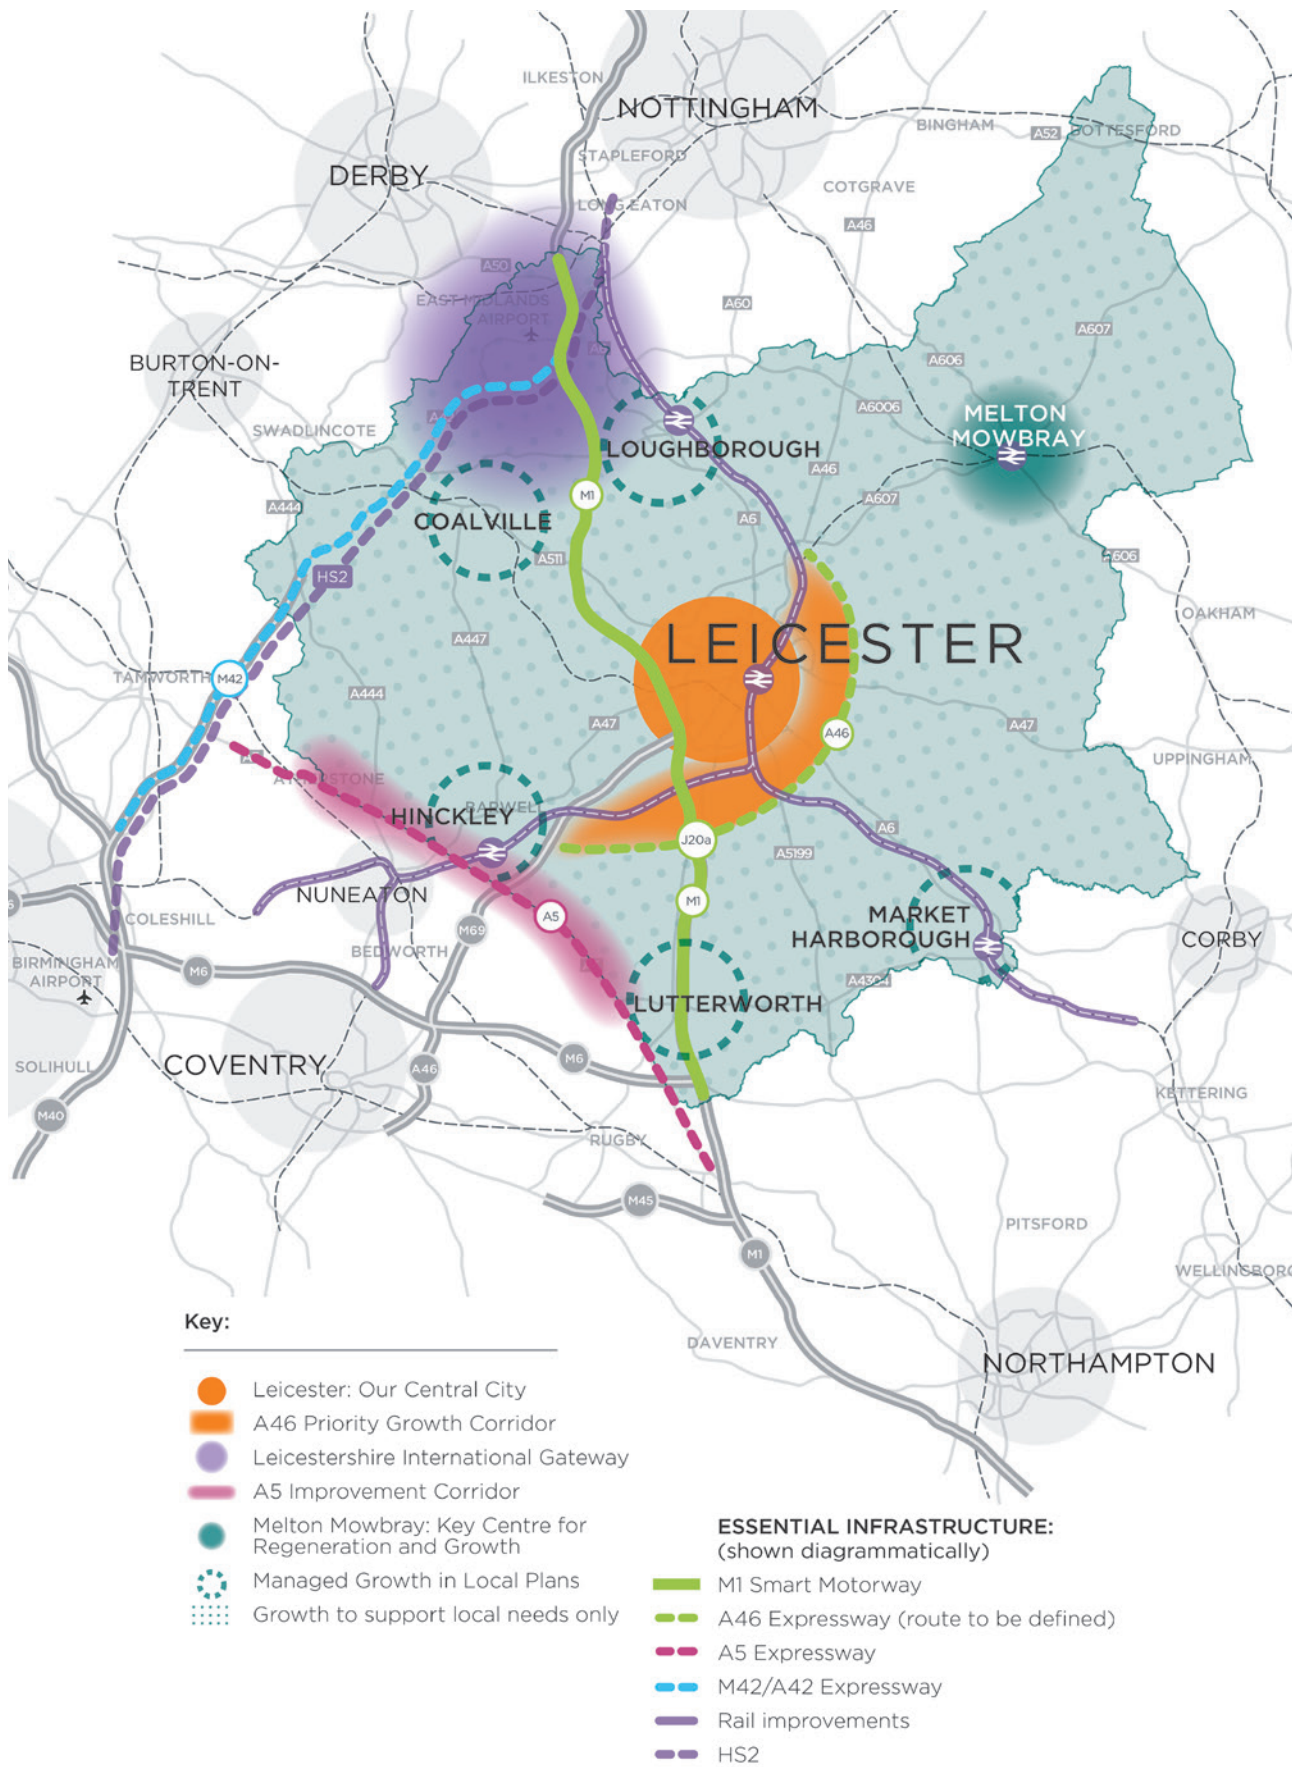 ILKESTON
NOTTINGHAM
BINGHAM
A52
BOTTESFORD
STAPLEFORD
DERBY
COTGRAVE
LONG EATON
A46
A50
EAST MIDLANDS
AIRPORT
A60
A607
BURTON-ON-
TRENT
A606
SWADLINCOTE
A6006
MELTON
MOWBRAY
LOUGHBOROUGH
A46
M1
A607
A444
COALVILLE
A6
A511
A606
HS2
OAKHAM
A447
LEICESTER
TAMWORTH
M42
A444
A47
A47
A46
UPPINGHAM
ATHERSTONE
BARWELL
HINCKLEY
A6
J20a
A5199
NUNEATON
M1
COLESHILL
A5
MARKET
HARBOROUGH
CORBY
M69
BEDWORTH
BIRMINGHAM
AIRPORT
M6
A4304
LUTTERWORTH
SOLIHULL
COVENTRY
A46
M6
KETTERING
M40
RUGBY
M45
PITSFORD
M1
WELLINGBORO
DAVENTRY
NORTHAMPTON
Key:
Leicester: Our Central City
A46 Priority Growth Corridor
Leicestershire International Gateway
A5 Improvement Corridor
Melton Mowbray: Key Centre for
Regeneration and Growth
Managed Growth in Local Plans
Growth to support local needs only
ESSENTIAL INFRASTRUCTURE:
(shown diagrammatically)
M1 Smart Motorway
A46 Expressway (route to be defined)
A5 Expressway
M42/A42 Expressway
Rail improvements
HS2